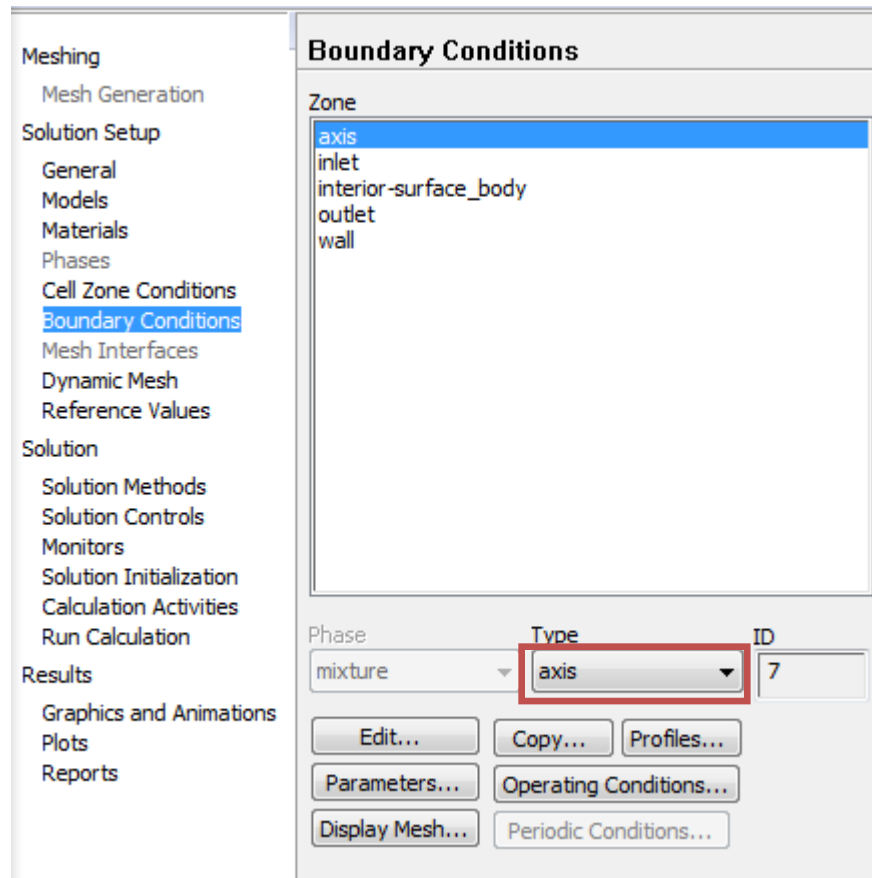 Meshing
Mesh Generation
Solution Setup
General
Models
Materials
Phases
Cell Zone Conditions
Boundary Conditions
Mesh Interfaces
Dynamic Mesh
Reference Values
Solution
Solution Methods
Solution Controls
Monitors
Solution Initialization
Calculation Activities
Run Calculation
Results
Graphics and Animations
Plots
Reports
Boundary Conditions
Zone
axis
inlet
interior-surface_body
outlet
wall
Phase Type ID
mixture axis 7
Edit... Copy... Profiles...
Parameters... Operating Conditions...
Display Mesh... Periodic Conditions...